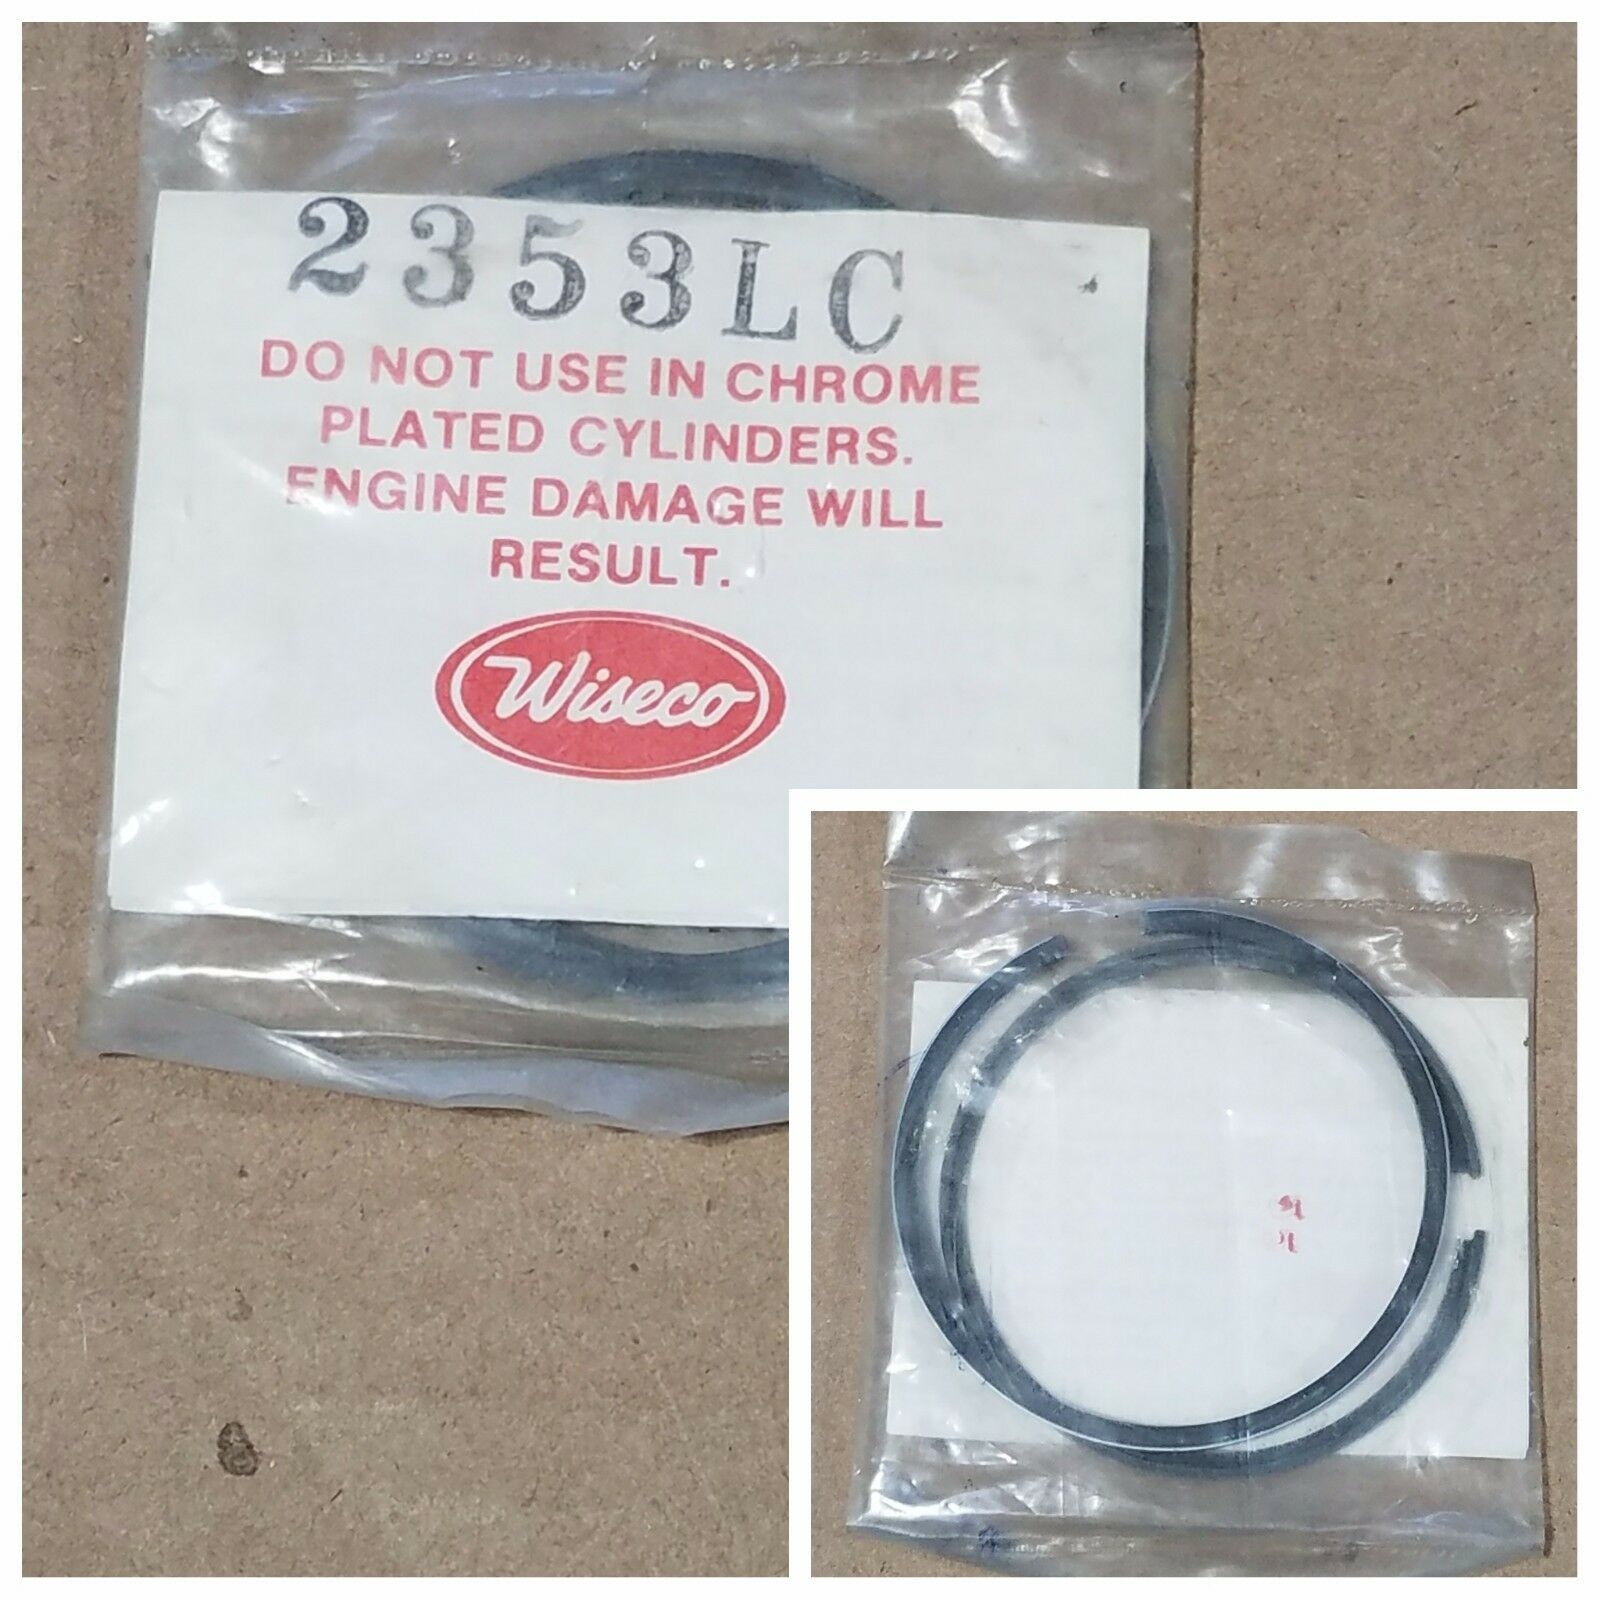 2353LC
DO NOT USE IN CHROME
PLATED CYLINDERS.
ENGINE DAMAGE WILL
RESULT.
Wiseco